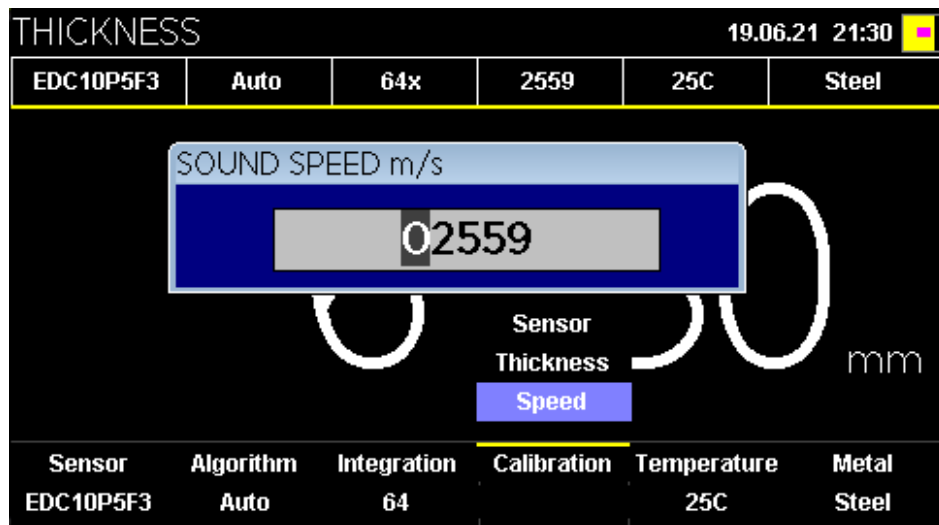 THICKNESS 19.06.21 21:30
EDC10P5F3 Auto 64x 2559 25C Steel
SOUND SPEED m/s
02559
Sensor
Thickness
mm
Speed
Sensor Algorithm Integration Calibration Temperature Metal
EDC10P5F3 Auto 64 25C Steel